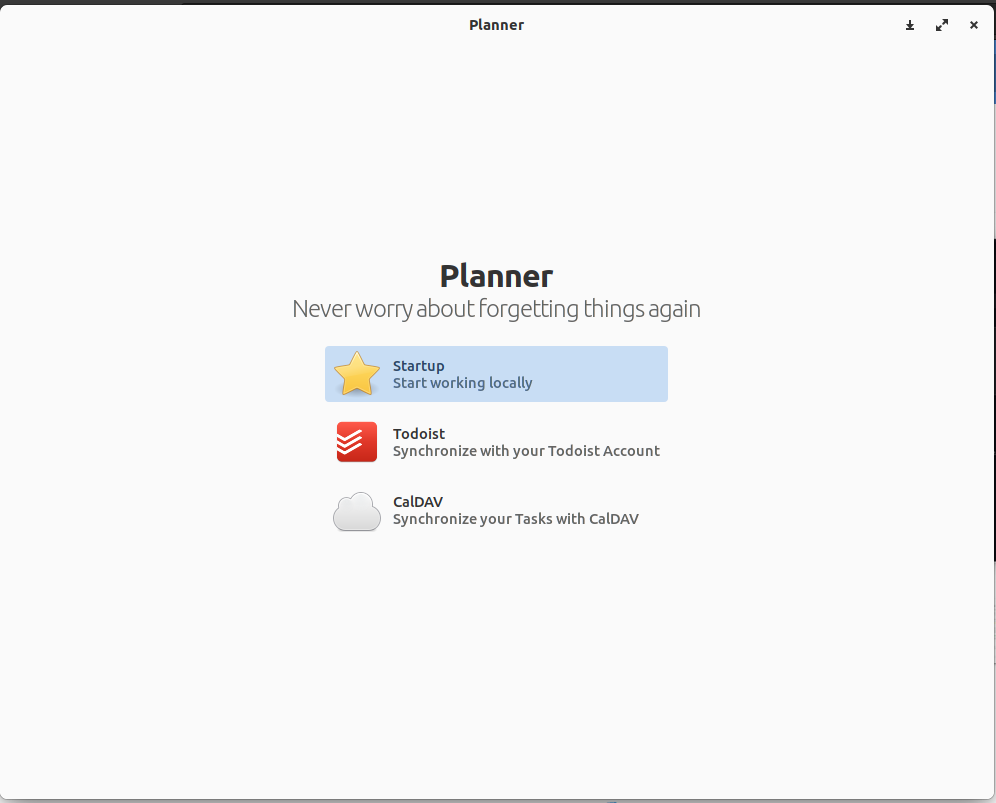 Planner
Planner
Never worry about forgetting things again
Startup
Start working locally
Todoist
Synchronize with your Todoist Account
CalDAV
Synchronize your Tasks with CalDAV